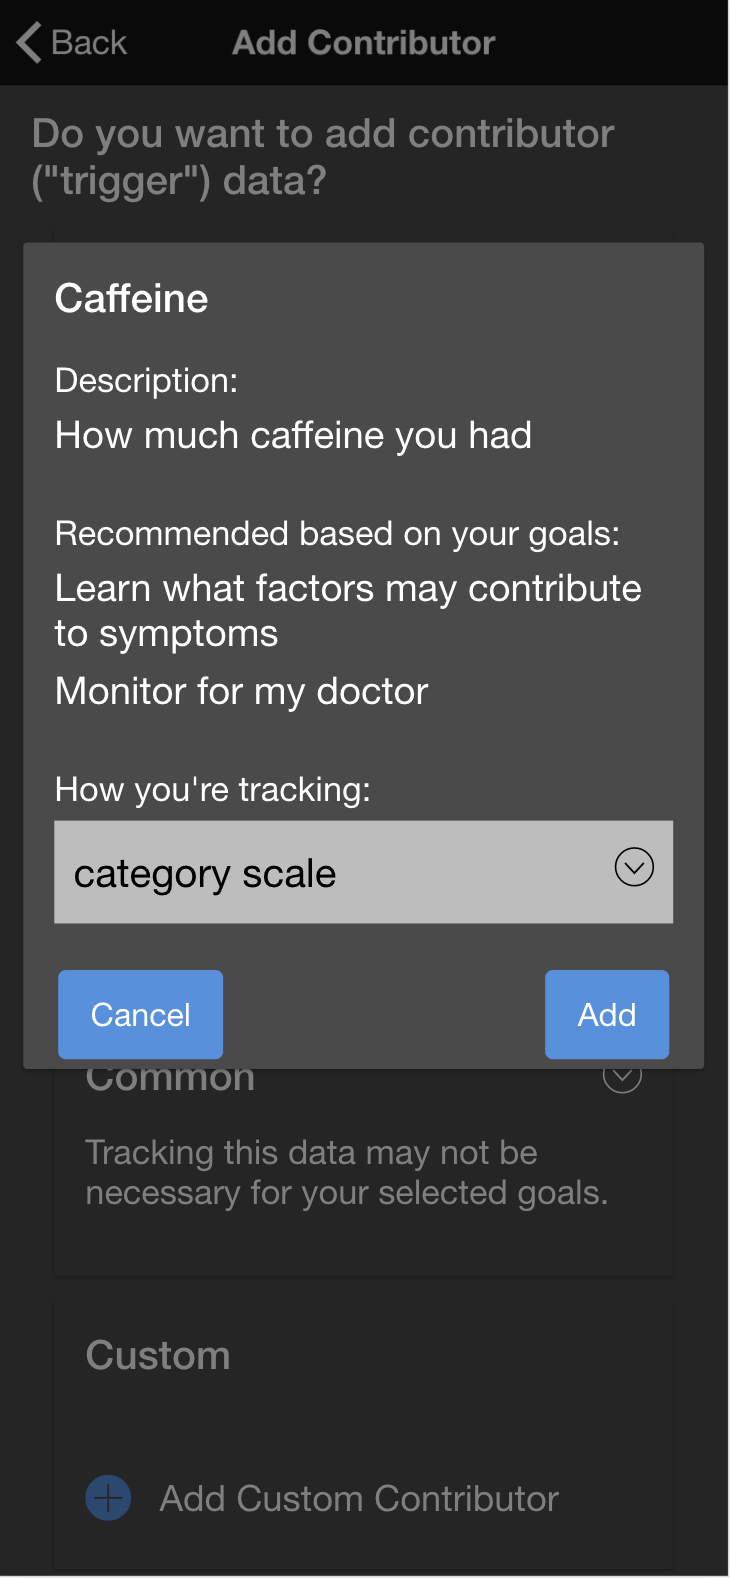 Back
Add Contributor
Do you want to add contributor
("trigger") data?
Caffeine
Description:
How much caffeine you had
Recommended based on your goals:
Learn what factors may contribute
to symptoms
Monitor for my doctor
How you're tracking:
category scale
Cancel
Add
Common
Tracking this data may not be
necessary for your selected goals.
Custom
Add Custom Contributor